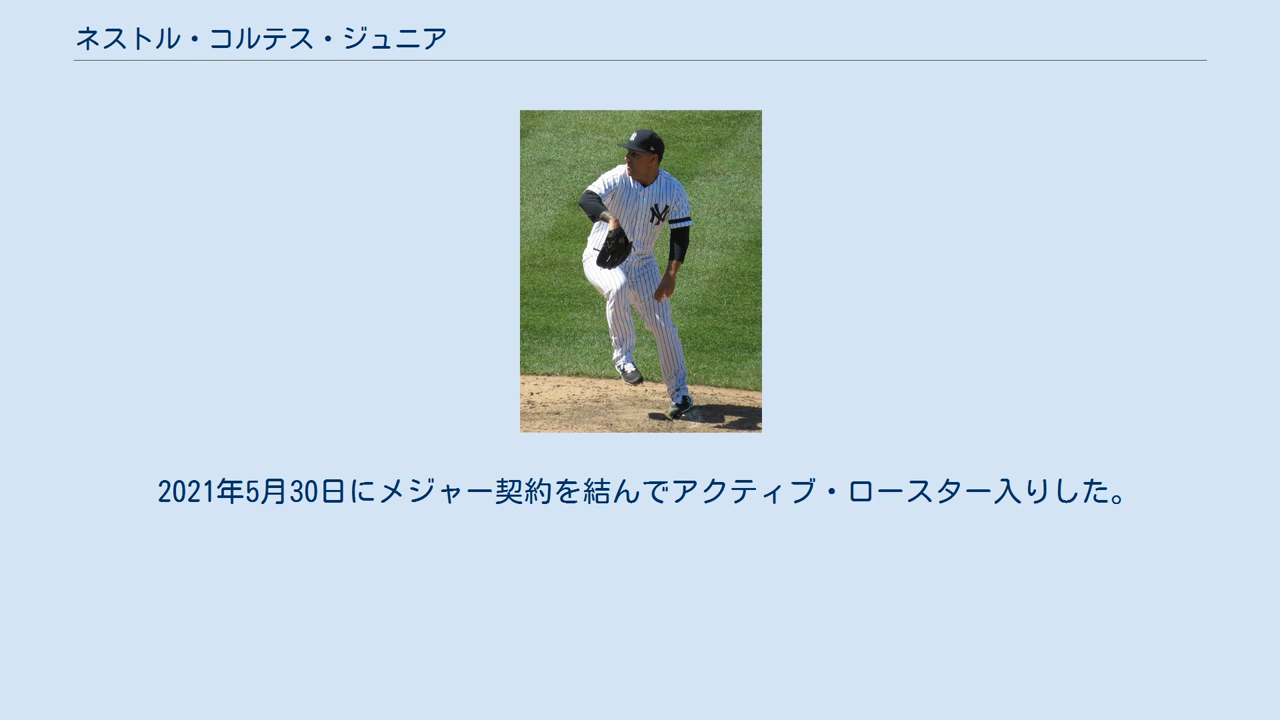 ネストル・コルテス・ジュニア
2021年5月30日にメジャー契約を結んでアクティブ・ロースター入りした。